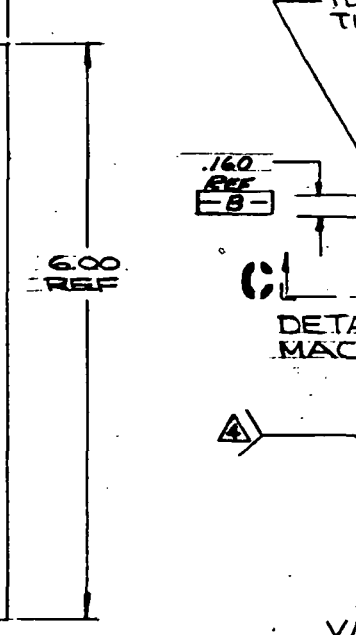 .160
REF
- B -
6.00
REF
C
DETA
MAC
4